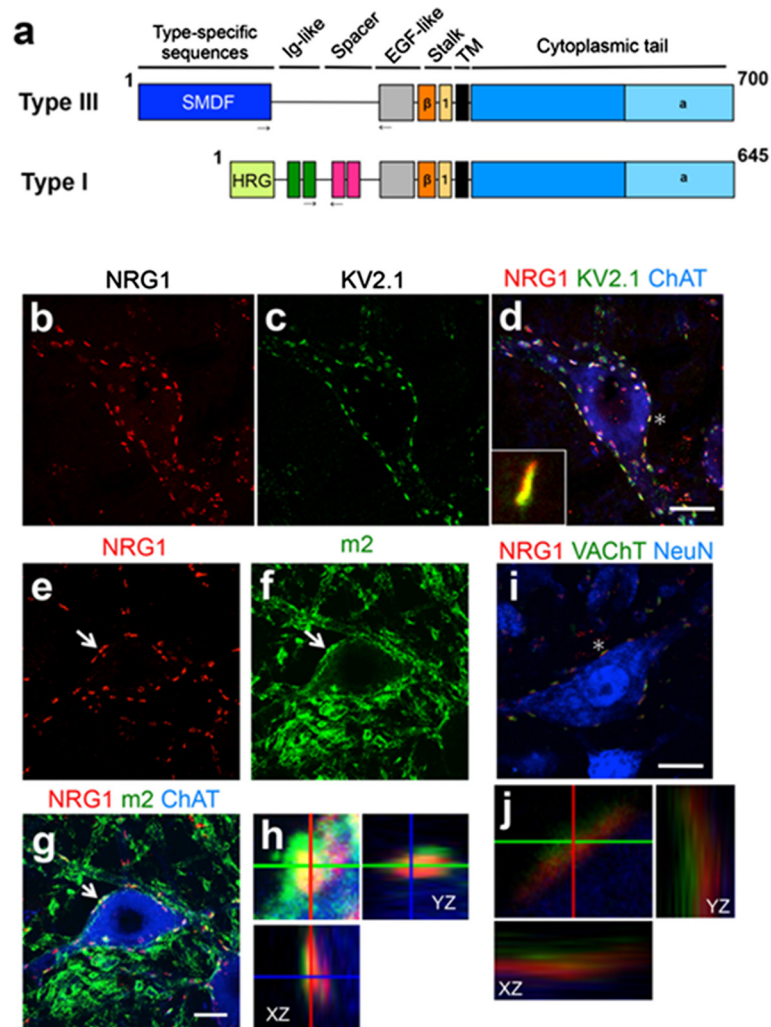 a
Type-specific sequences
Ig-like
Spacer
EGF-like
Stalk
TM
Cytoplasmic tail
1
700
Type III
SMDF
β
1
a
1
645
Type I
HRG
β
1
a
NRG1
KV2.1
NRG1 KV2.1 ChAT
b
c
d
*
NRG1
m2
NRG1 VAChT NeuN
e
f
i
*
NRG1 m2 ChAT
g
h
YZ
XZ
j
YZ
XZ